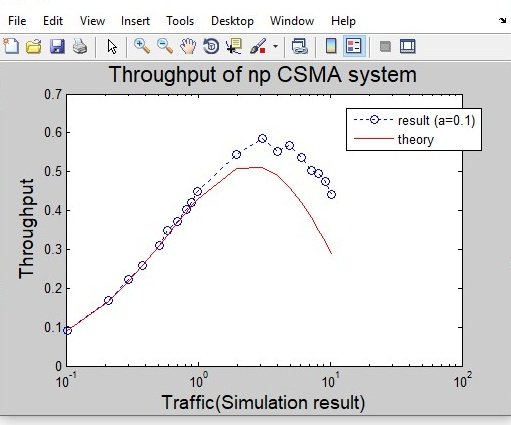 File Edit View Insert Tools Desktop Window Help
Throughput of np CSMA system
result (a=0.1)
theory
0.7
0.6
0.5
0.4
0.3
0.2
0.1
0
Throughput
10^-1 10^0 10^1 10^2
Traffic(Simulation result)